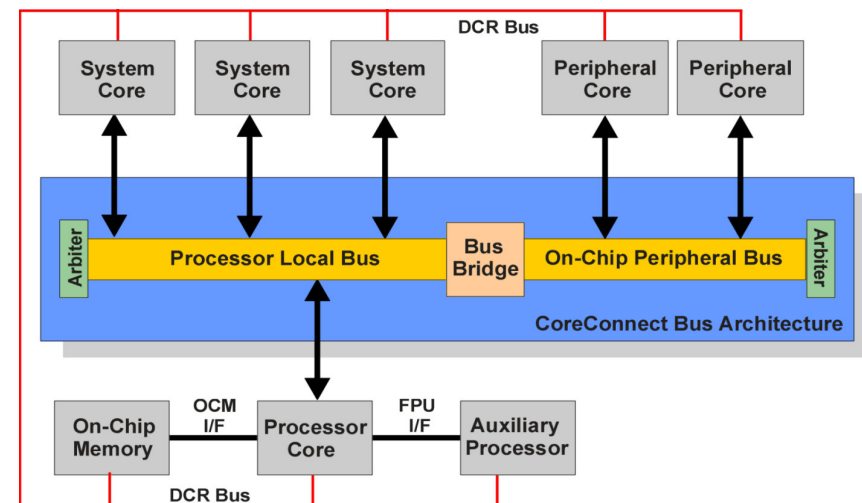 DCR Bus
System
Core
System
Core
System
Core
Peripheral
Core
Peripheral
Core
Arbiter
Processor Local Bus
Bus
Bridge
On-Chip Peripheral Bus
Arbiter
CoreConnect Bus Architecture
On-Chip
Memory
OCM
I/F
Processor
Core
FPU
I/F
Auxiliary
Processor
DCR Bus